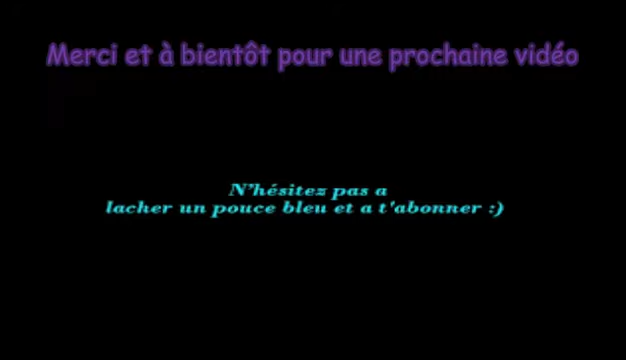 Merci et à bientôt pour une prochaine vidéo
N'hésitez pas a
lacher un pouce bleu et a t'abonner :)